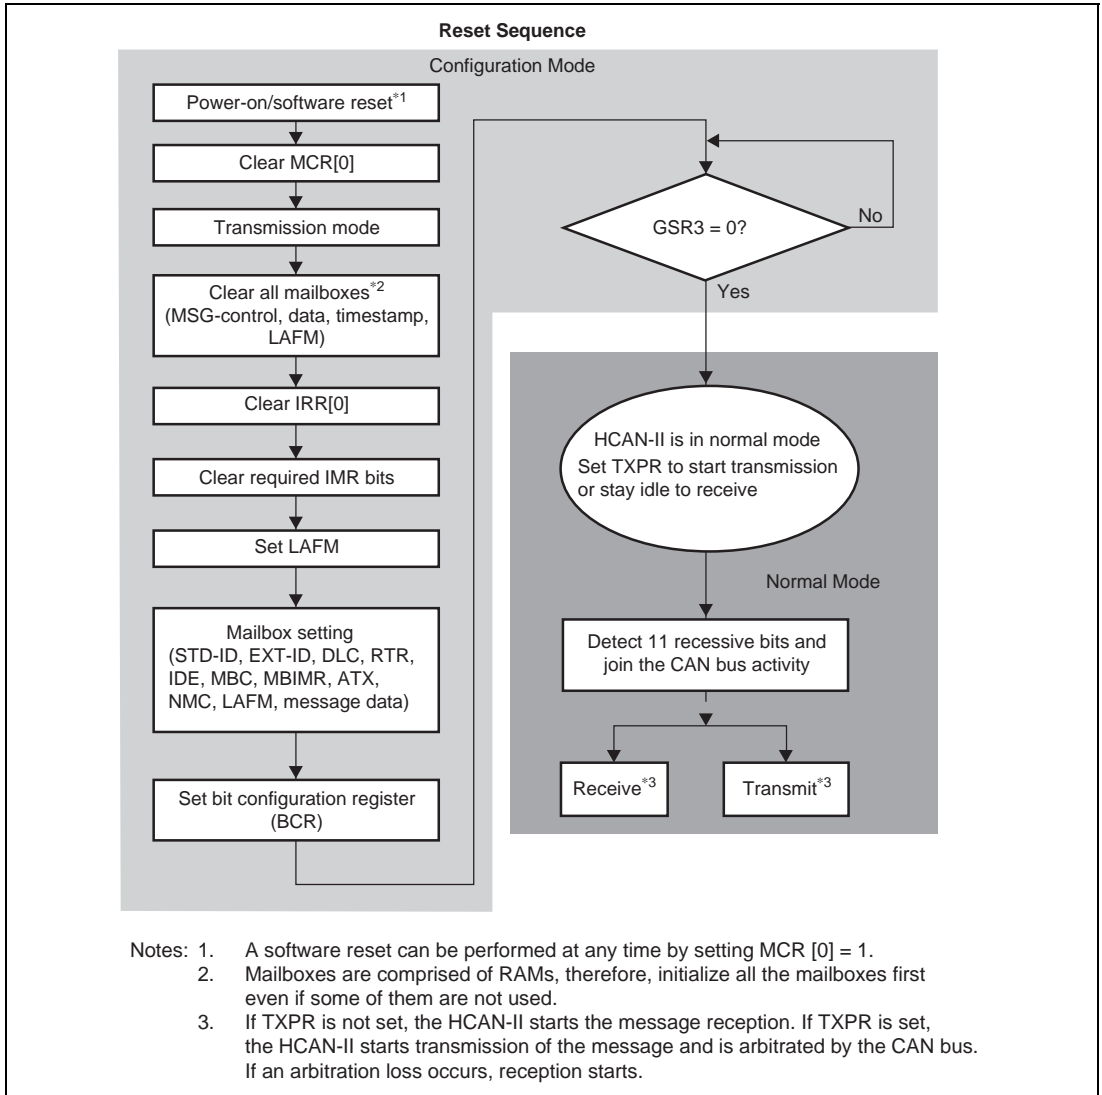 Reset Sequence
Configuration Mode
Power-on/software reset*1
Clear MCR[0]
Transmission mode
Clear all mailboxes*2
(MSG-control, data, timestamp,
LAFM)
Clear IRR[0]
Clear required IMR bits
Set LAFM
Mailbox setting
(STD-ID, EXT-ID, DLC, RTR,
IDE, MBC, MBIMR, ATX,
NMC, LAFM, message data)
Set bit configuration register
(BCR)
GSR3 = 0?
No
Yes
HCAN-II is in normal mode
Set TXPR to start transmission
or stay idle to receive
Normal Mode
Detect 11 recessive bits and
join the CAN bus activity
Receive*3
Transmit*3
Notes: 1. A software reset can be performed at any time by setting MCR [0] = 1.
2. Mailboxes are comprised of RAMs, therefore, initialize all the mailboxes first
even if some of them are not used.
3. If TXPR is not set, the HCAN-II starts the message reception. If TXPR is set,
the HCAN-II starts transmission of the message and is arbitrated by the CAN bus.
If an arbitration loss occurs, reception starts.